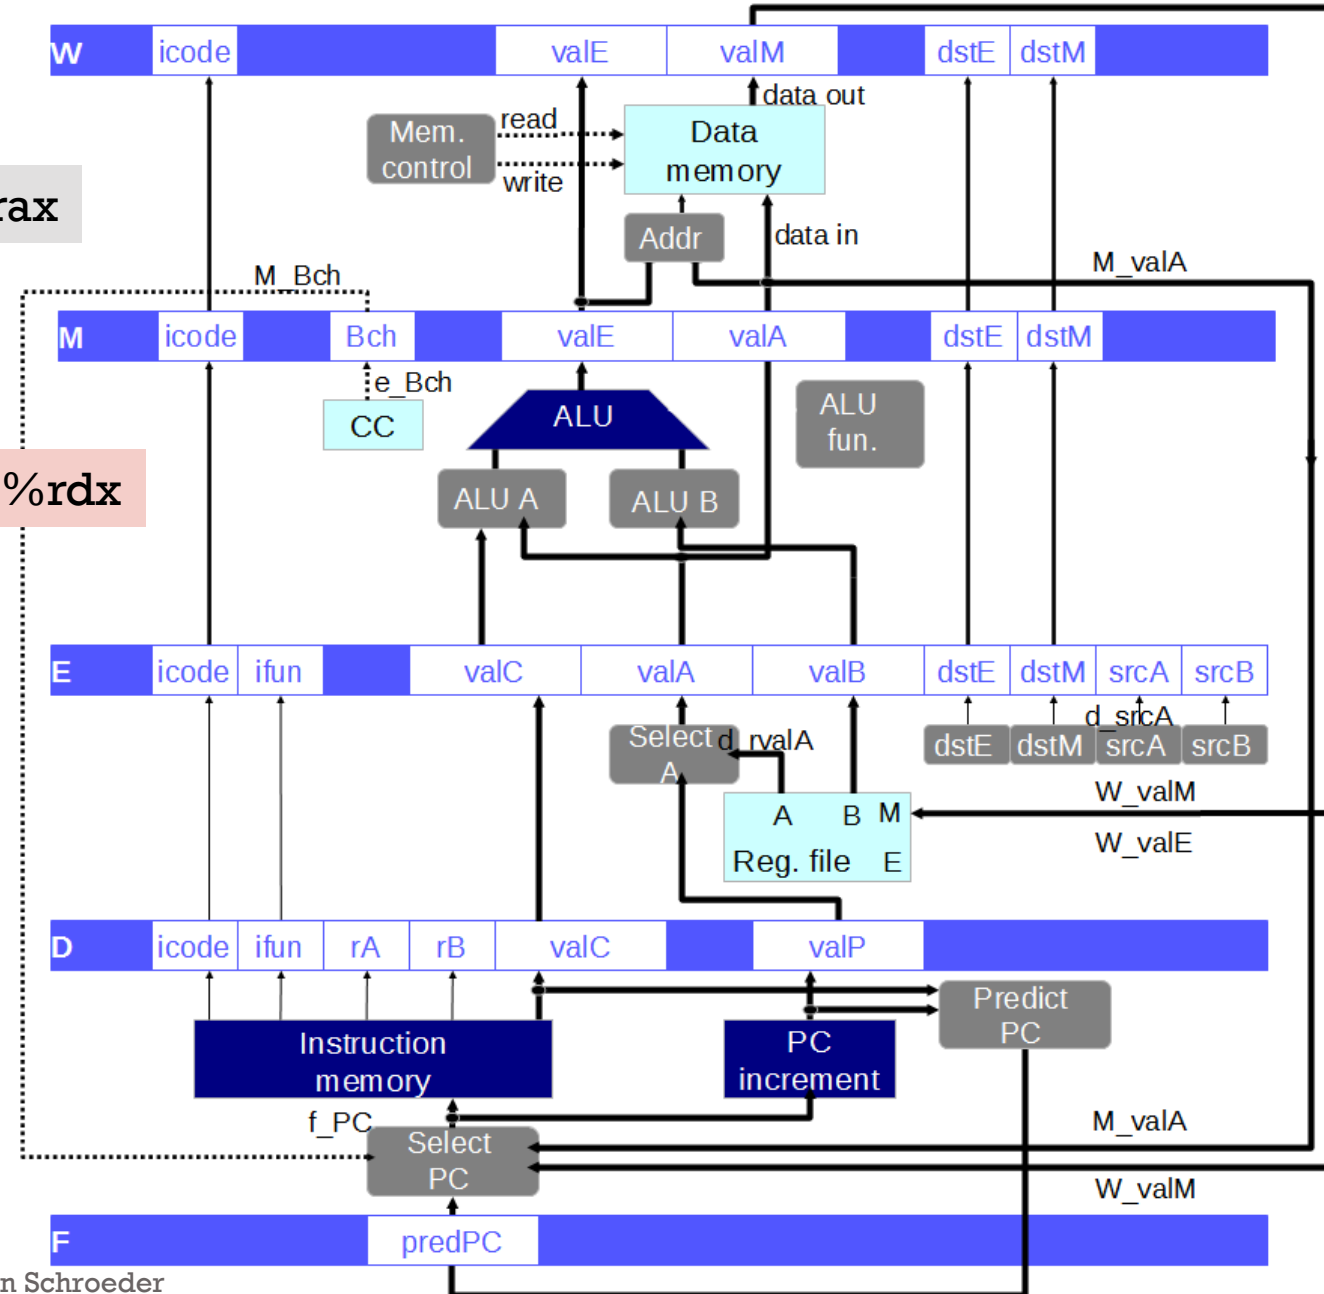 W icode valE valM dstE dstM
data out
read
Mem.
control
write
Data
memory
rax
Addr
data in
M_Bch
M_valA
M icode Bch valE valA dstE dstM
e_Bch
CC
ALU
ALU
fun.
%rdx
ALU A
ALU B
E icode ifun valC valA valB dstE dstM srcA srcB
d_srcA
Select
A
d_rvalA
dstE dstM srcA srcB
W_valM
A B M
W_valE
Reg. file E
D icode ifun rA rB valC valP
Predict
PC
Instruction
memory
PC
increment
f_PC
M_valA
Select
PC
W_valM
F predPC
n Schroeder